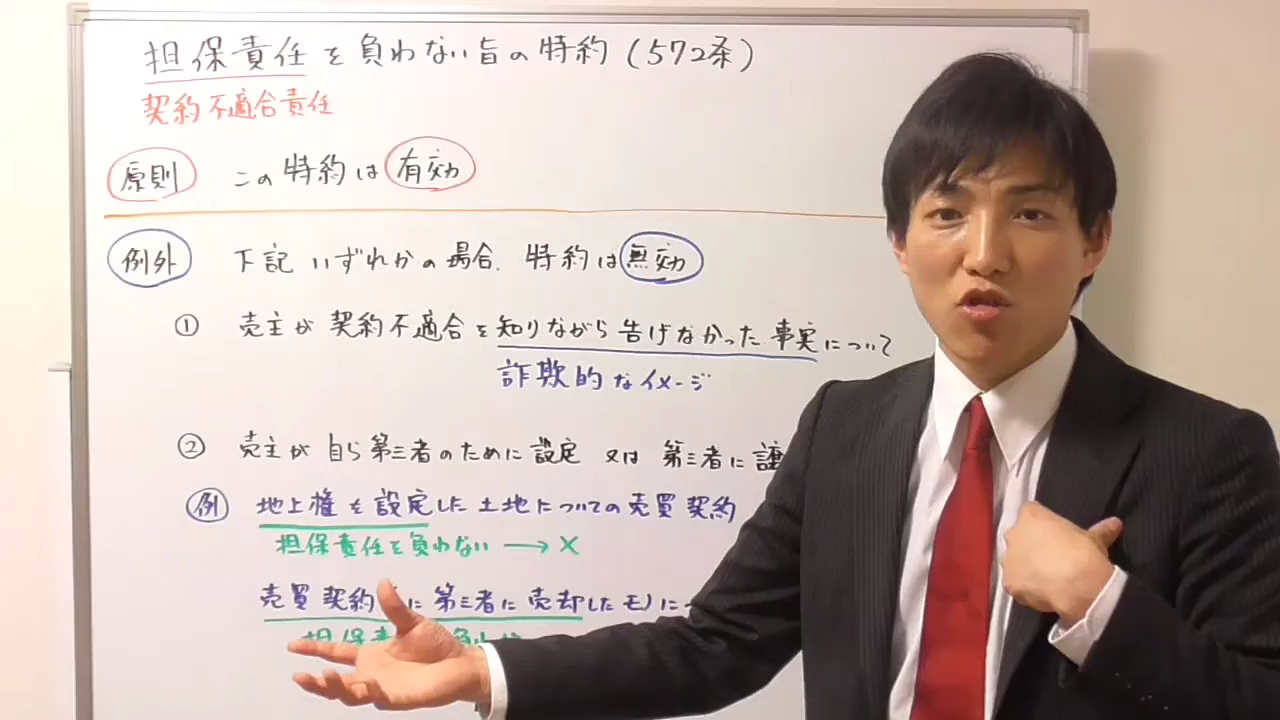 担保責任を負わない旨の特約(572条)
契約不適合責任
原則 この特約は有効
例外 下記いずれかの場合、特約は無効
① 売主が契約不適合を知りながら告げなかった事実について
詐欺的なイメージ
② 売主が自ら第三者のために設定又は第三者に譲
例 地上権を設定した土地についての売買契約
担保責任を負わない → ×
売買契約 に第三者に売却したモノに
担保責